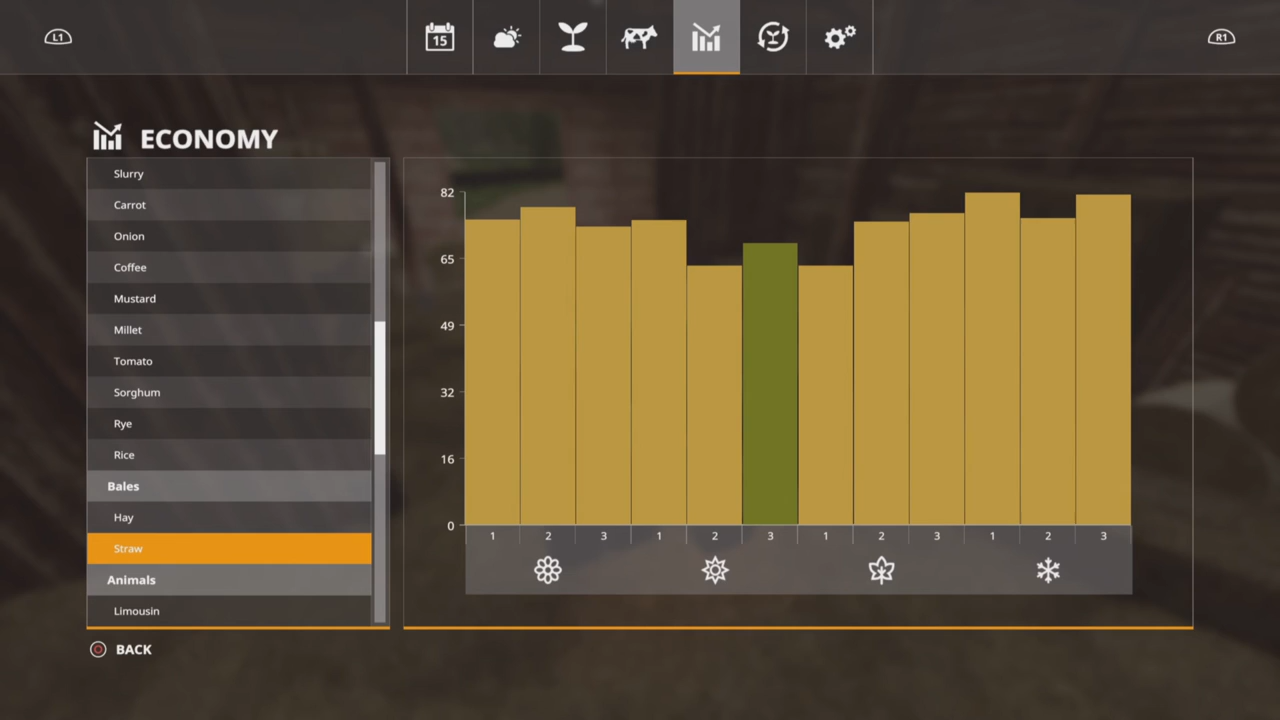 L1
15
R1
ECONOMY
Slurry
Carrot
Onion
Coffee
Mustard
Millet
Tomato
Sorghum
Rye
Rice
Bales
Hay
Straw
Animals
Limousin
82
65
49
32
16
0
1 2 3 1 2 3 1 2 3 1 2 3
BACK